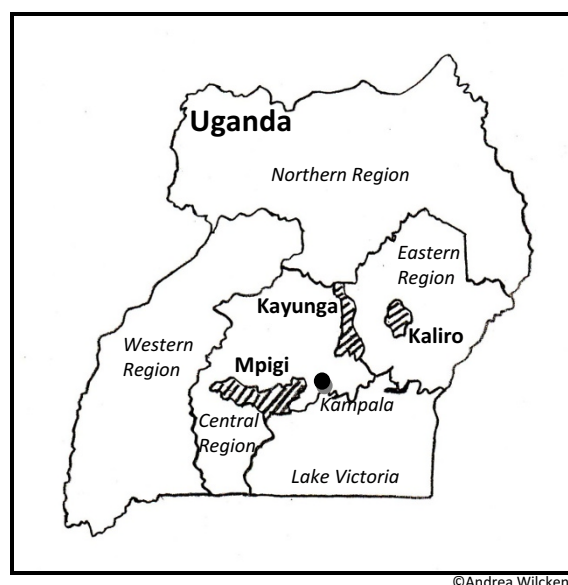 Uganda
Northern Region
Eastern
Region
Kayunga
Kaliro
Western
Region
Mpigi
Kampala
Central
Region
Lake Victoria
©Andrea Wilcken